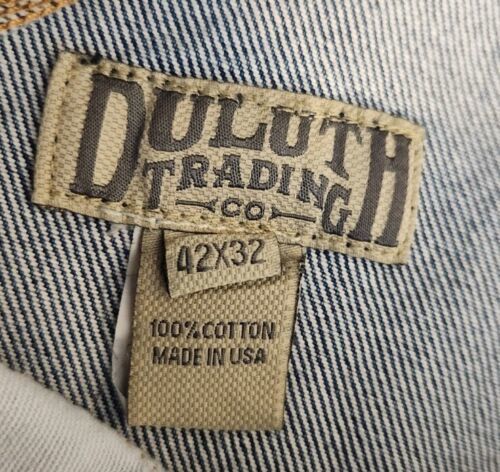 DULUTH
TRADING
CO
42X32
100% COTTON
MADE IN USA